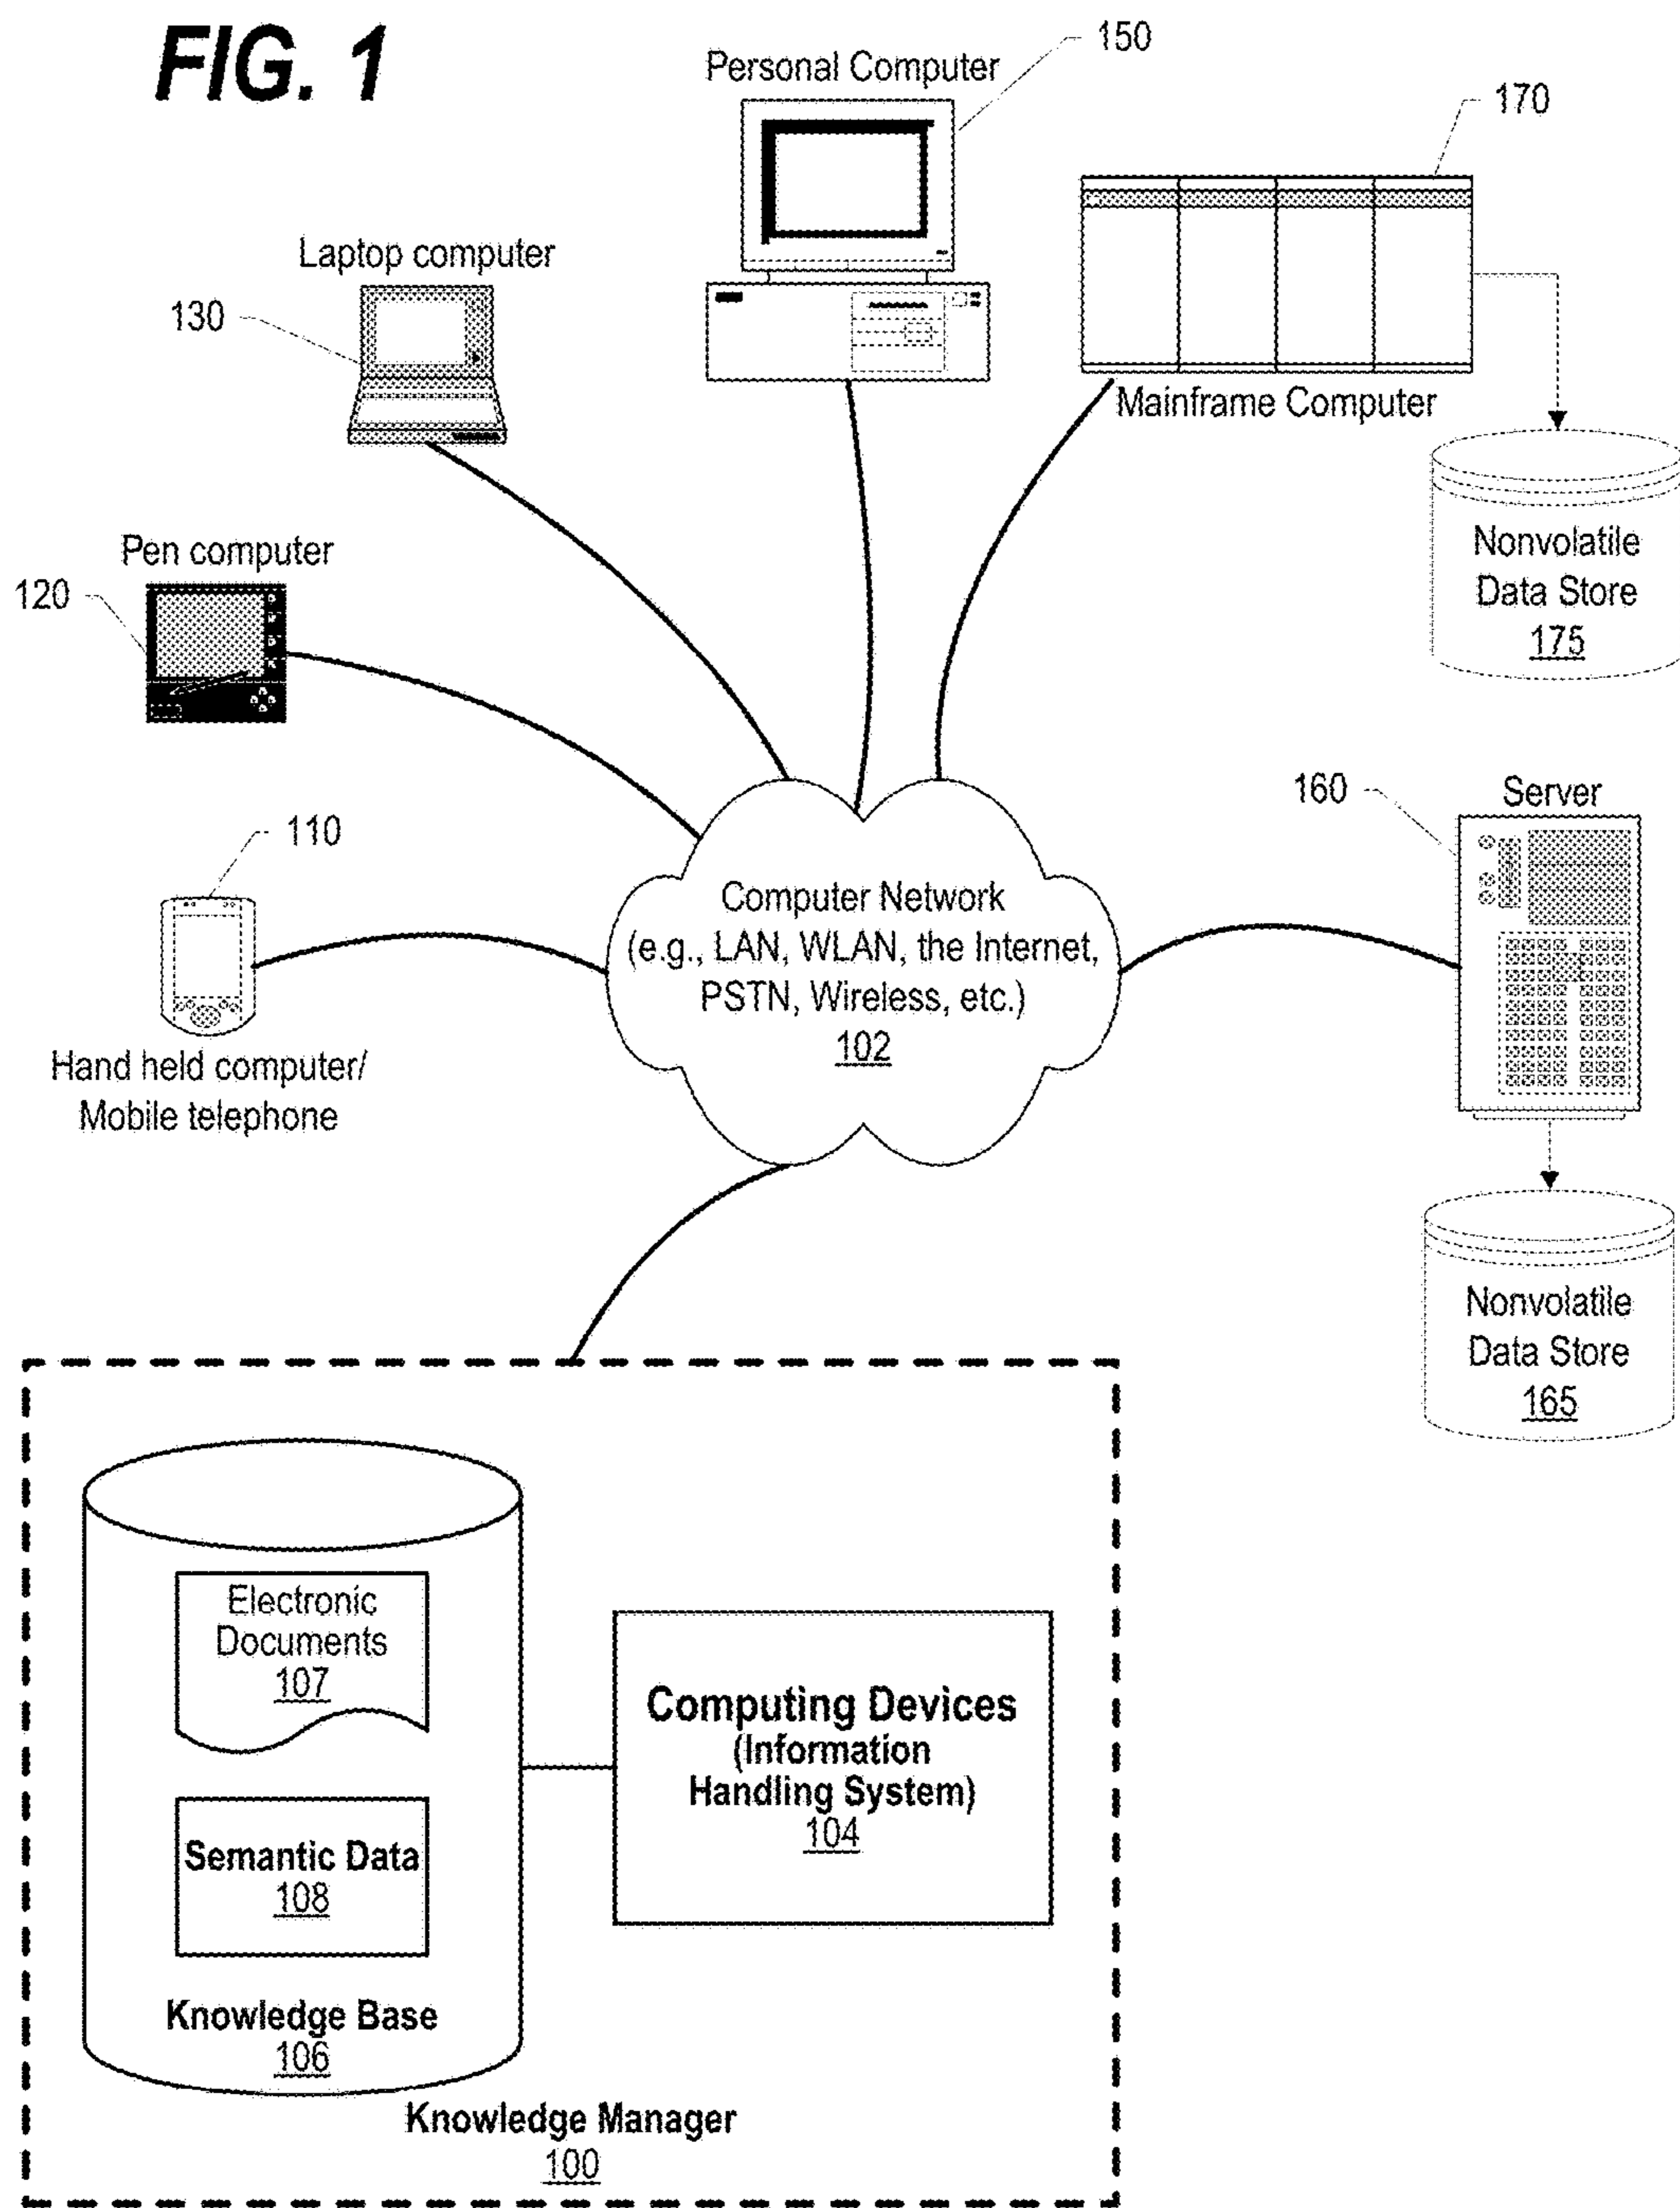 FIG. 1
Personal Computer
150
170
Laptop computer
130
Mainframe Computer
Nonvolatile
Data Store
175
Pen computer
120
160
Server
110
Hand held computer/
Mobile telephone
Computer Network
(e.g., LAN, WLAN, the Internet,
PSTN, Wireless, etc.)
102
Nonvolatile
Data Store
165
Electronic
Documents
107
Semantic Data
108
Knowledge Base
106
Computing Devices
(Information
Handling System)
104
Knowledge Manager
100